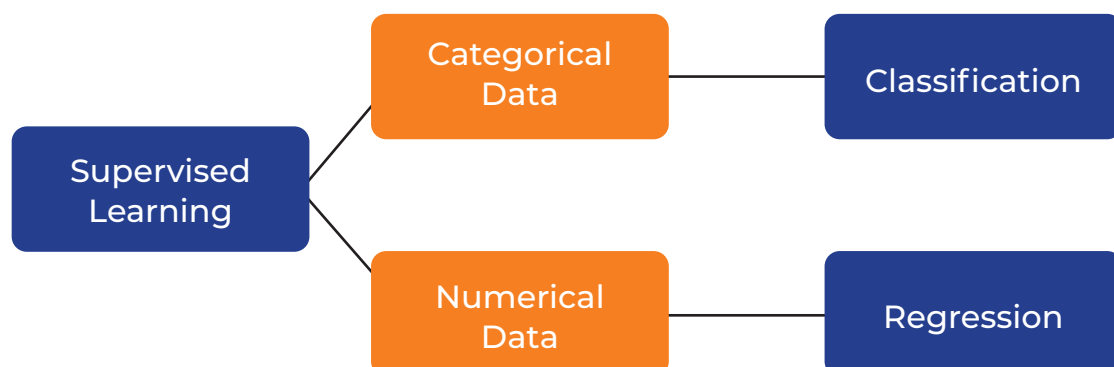 Supervised
Learning
Categorical
Data
Classification
Numerical
Data
Regression